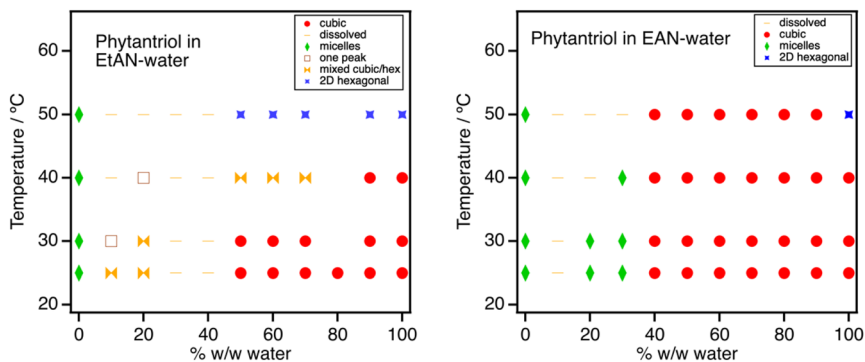 Phytantriol in
EtAN-water
cubic
dissolved
micelles
one peak
mixed cubic/hex
2D hexagonal
Temperature / ºC
60
50
40
30
20
0
20
40
60
80
100
% w/w water
Phytantriol in EAN-water
dissolved
cubic
micelles
2D hexagonal
Temperature / ºC
60
50
40
30
20
0
20
40
60
80
100
% w/w water